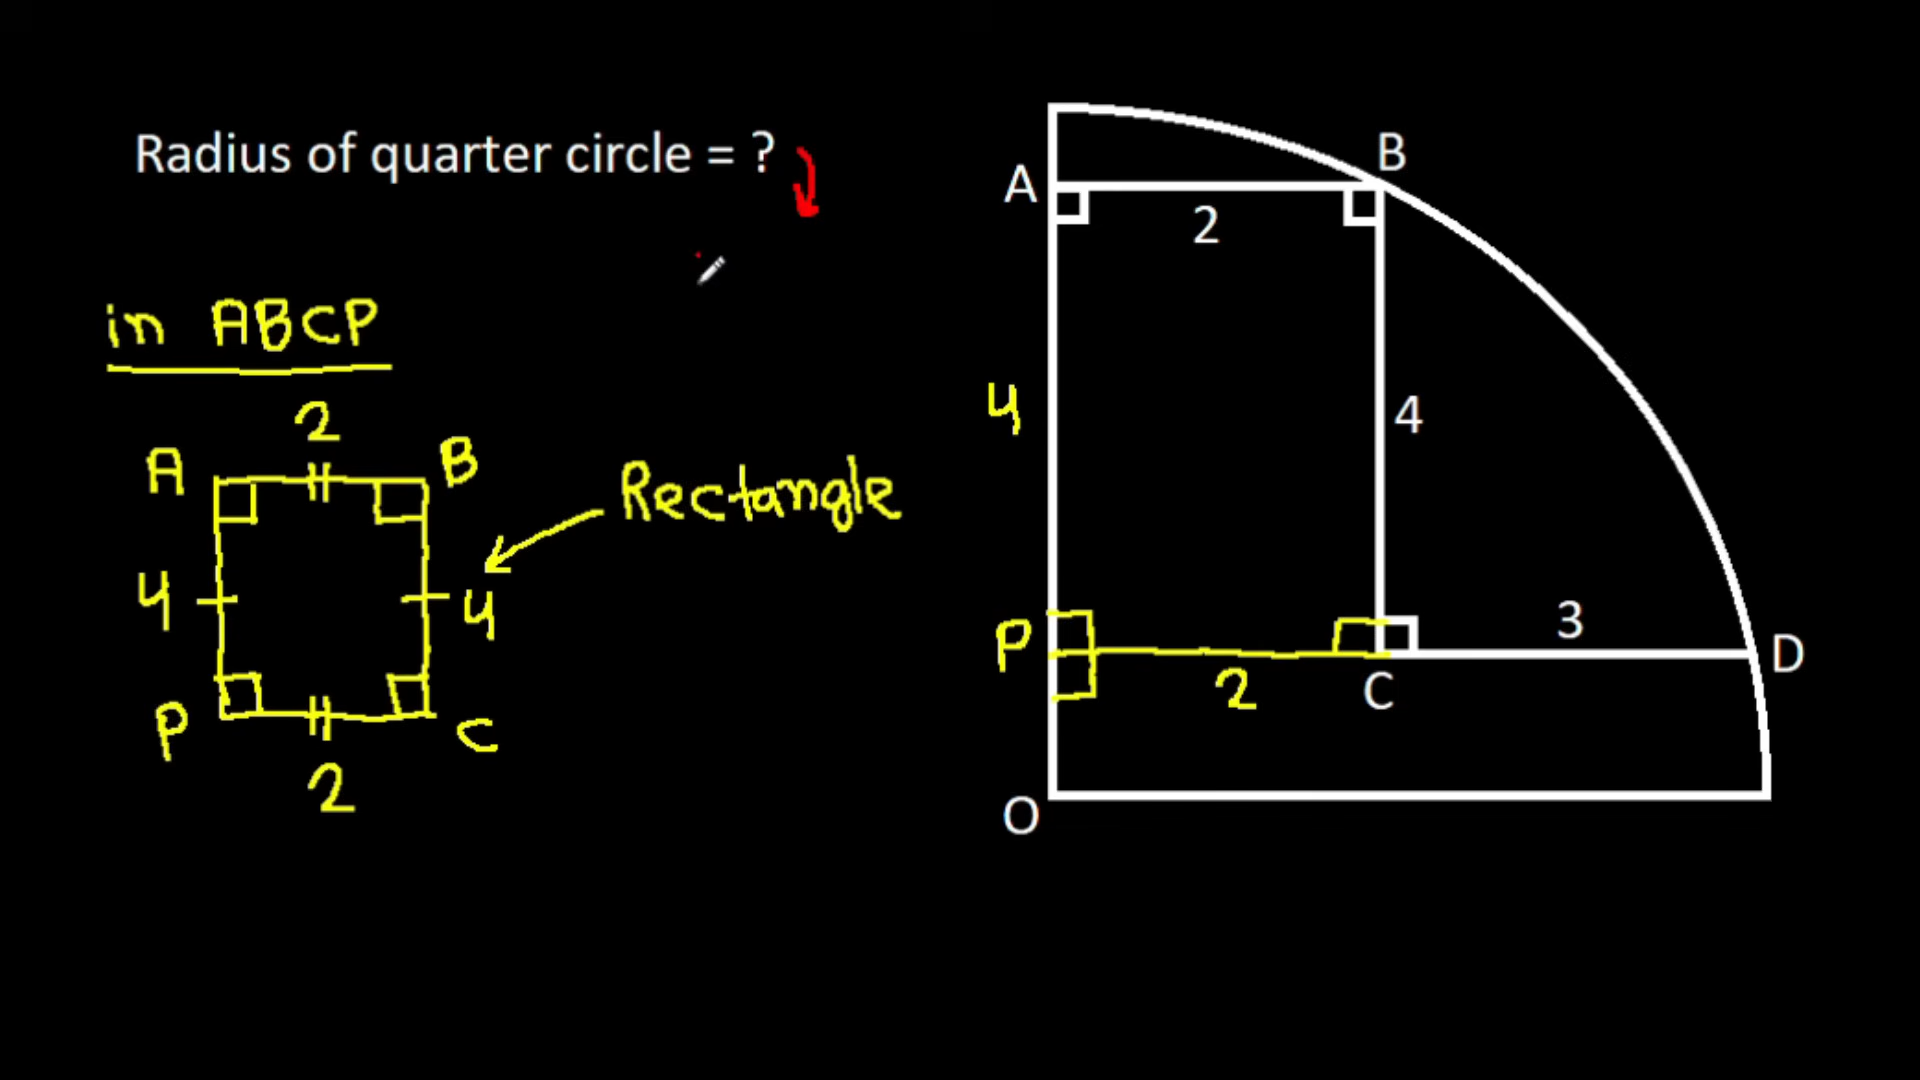 Radius of quarter circle = ?
in ABCP
2
A
B
Rectangle
4
4
P
C
2
B
A
2
4
4
3
P
D
2
C
O